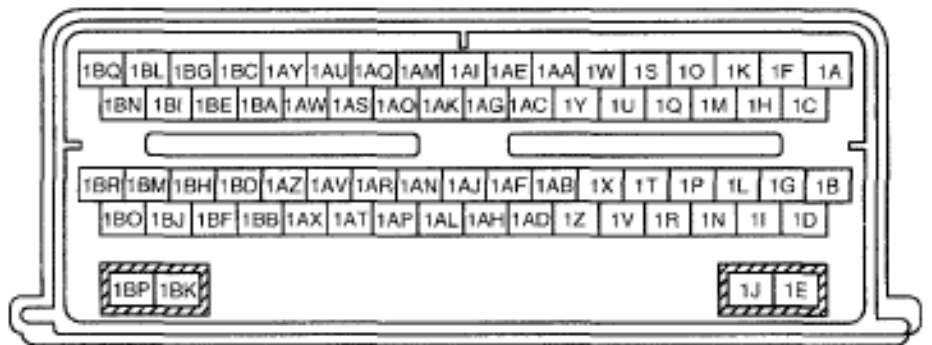 1BQ 1BL 1BG 1BC 1AY 1AU 1AQ 1AM 1AI 1AE 1AA 1W 1S 1O 1K 1F 1A
1BN 1BI 1BE 1BA 1AW 1AS 1AO 1AK 1AG 1AC 1Y 1U 1Q 1M 1H 1C
1BR 1BM 1BH 1BD 1AZ 1AV 1AR 1AN 1AJ 1AF 1AB 1X 1T 1P 1L 1G 1B
1BO 1BJ 1BF 1BB 1AX 1AT 1AP 1AL 1AH 1AD 1Z 1V 1R 1N 1I 1D
1BP 1BK 1J 1E